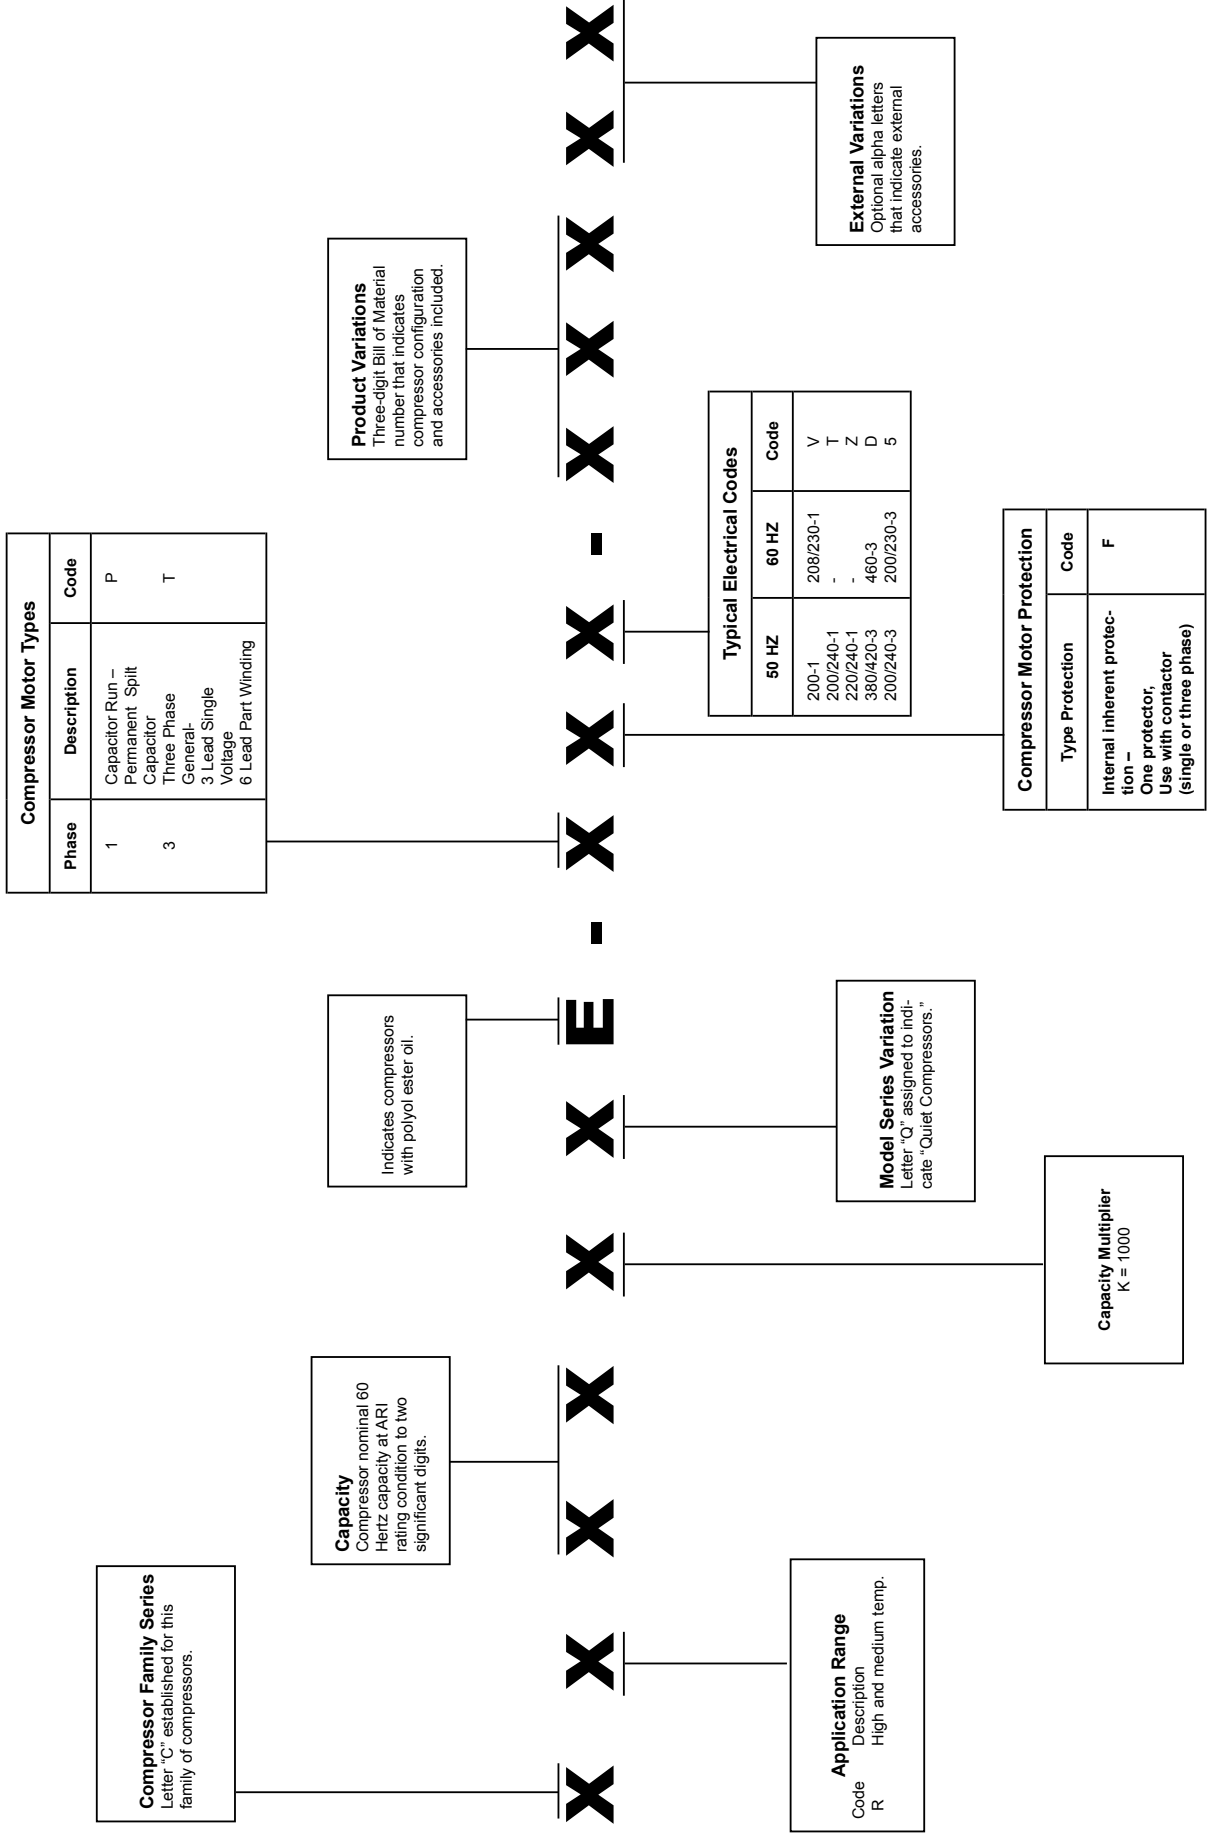 Compressor Family Series
Letter “C” established for this
family of compressors.
Capacity
Compressor nominal 60
Hertz capacity at ARI
rating condition to two
significant digits.
Indicates compressors
with polyol ester oil.
Compressor Motor Types
Phase Description Code
1 Capacitor Run – P
Permanent Spilt
Capacitor
3 Three Phase T
General-
3 Lead Single
Voltage
6 Lead Part Winding
Product Variations
Three-digit Bill of Material
number that indicates
compressor configuration
and accessories included.
X X X X X X E - X X X - X X X X X
Application Range
Code Description
R High and medium temp.
Capacity Multiplier
K = 1000
Model Series Variation
Letter “Q” assigned to indi-
cate “Quiet Compressors.”
Compressor Motor Protection
Type Protection Code
Internal inherent protec- F
tion –
One protector,
Use with contactor
(single or three phase)
Typical Electrical Codes
50 HZ 60 HZ Code
200-1 208/230-1 V
200/240-1 - T
220/240-1 - Z
380/420-3 460-3 D
200/240-3 200/230-3 5
External Variations
Optional alpha letters
that indicate external
accessories.